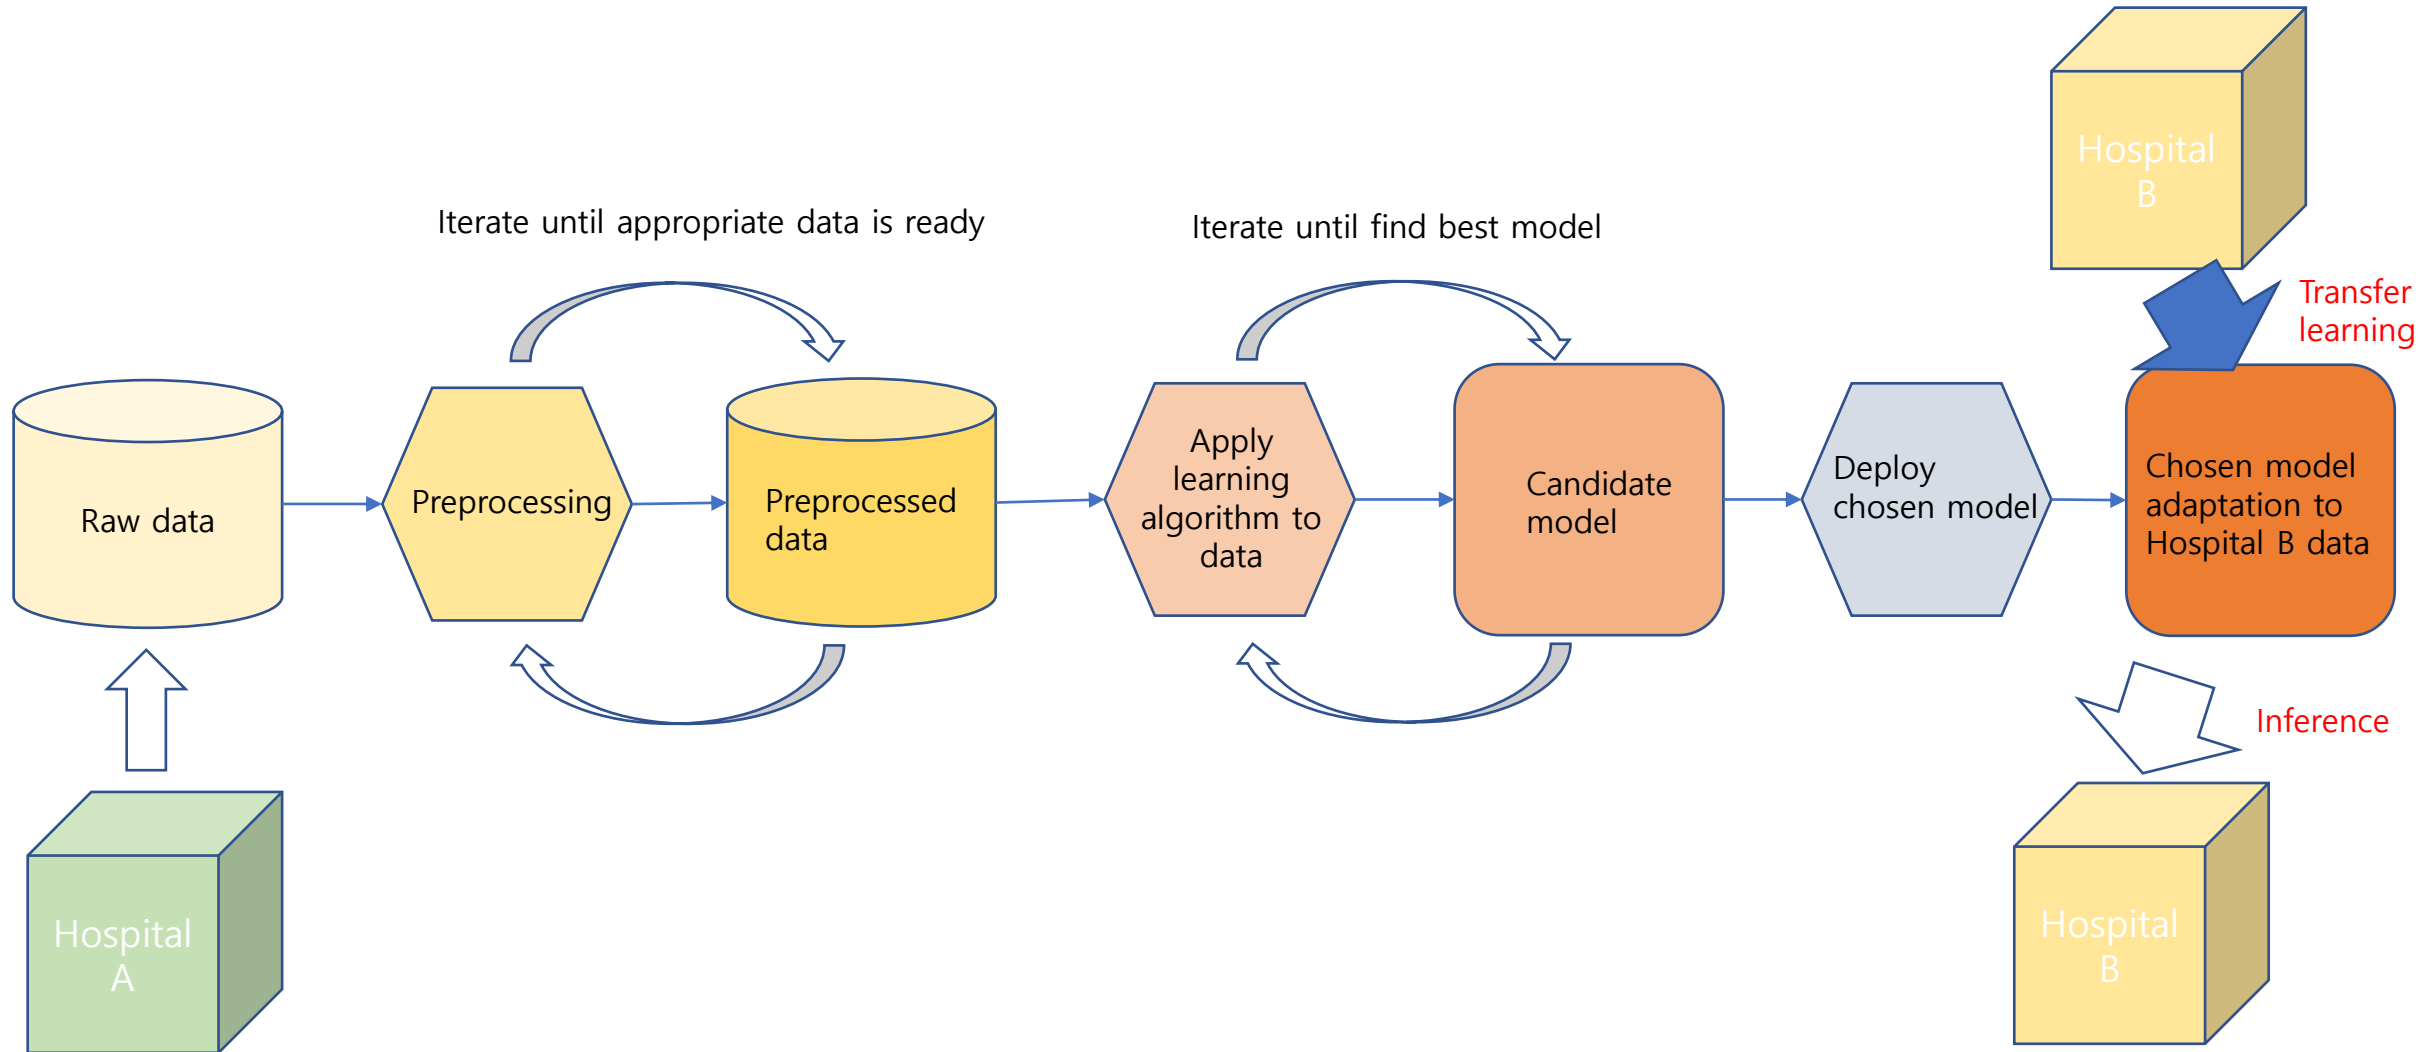 Hospital
B
Iterate until appropriate data is ready
Iterate until find best model
Transfer
learning
Raw data
Preprocessing
Preprocessed
data
Apply
learning
algorithm to
data
Candidate
model
Deploy
chosen model
Chosen model
adaptation to
Hospital B data
Inference
Hospital
A
Hospital
B